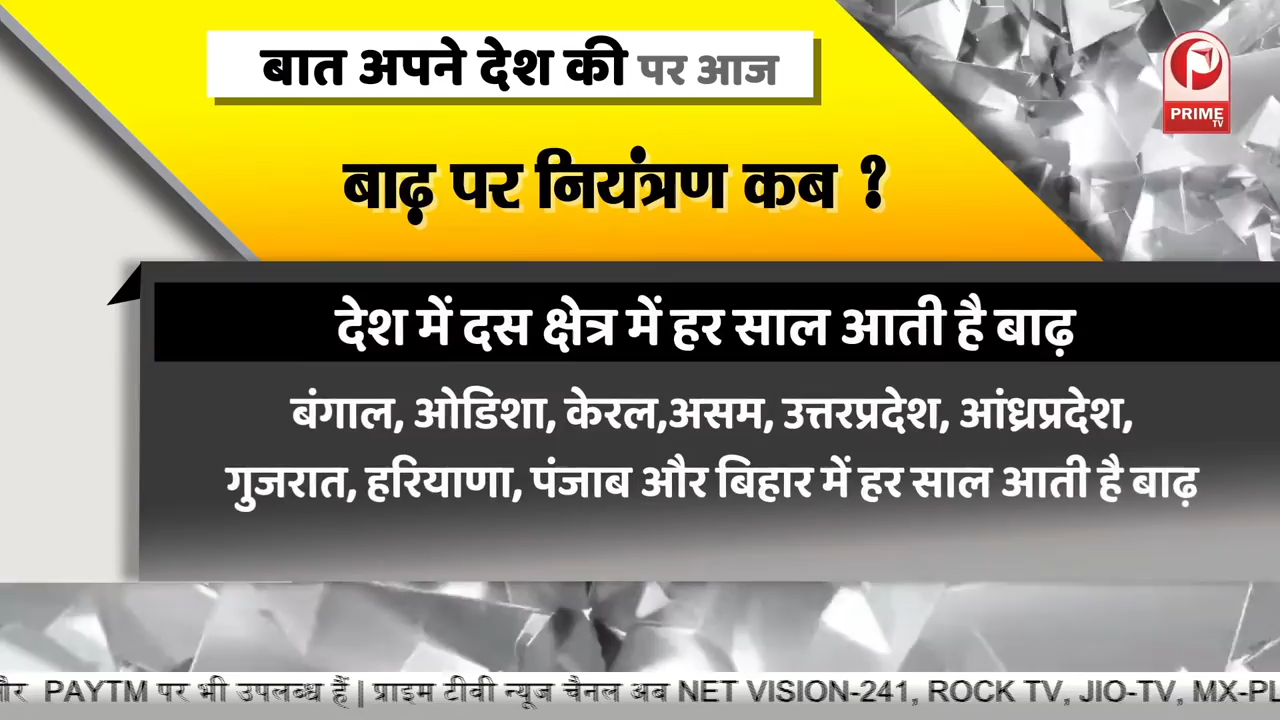 बात अपने देश की पर आज
PRIME
TV
बाढ़ पर नियंत्रण कब ?
देश में दस क्षेत्र में हर साल आती है बाढ़
बंगाल, ओडिशा, केरल,असम, उत्तरप्रदेश, आंध्रप्रदेश,
गुजरात, हरियाणा, पंजाब और बिहार में हर साल आती है बाढ़
PAYTM पर भी उपलब्ध हैं | प्राइम टीवी न्यूज चैनल अब NET VISION-241, ROCK TV, JIO-TV,